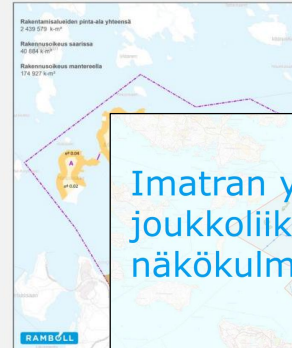 Rakentamisalueiden pinta-ala yhteensä
2 439 579 k-m²
Rakennusoikeus saarissa
40 084 k-m²
Rakennusoikeus mantereella
174 927 k-m²
A
Imatran y
joukkoliik
näkökulm
RAMBOLL